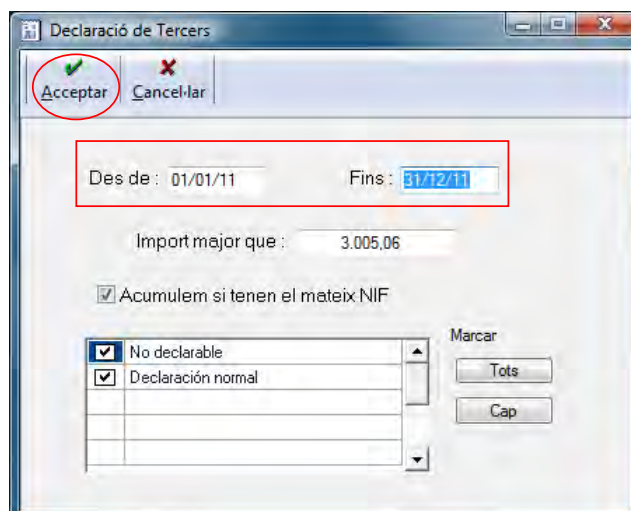 Declaració de Tercers
Acceptar Cancel·lar
Des de : 01/01/11 Fins : 31/12/11
Import major que : 3.005,06
Acumulem si tenen el mateix NIF
Marcar
No declarable
Tots
Declaración normal
Cap